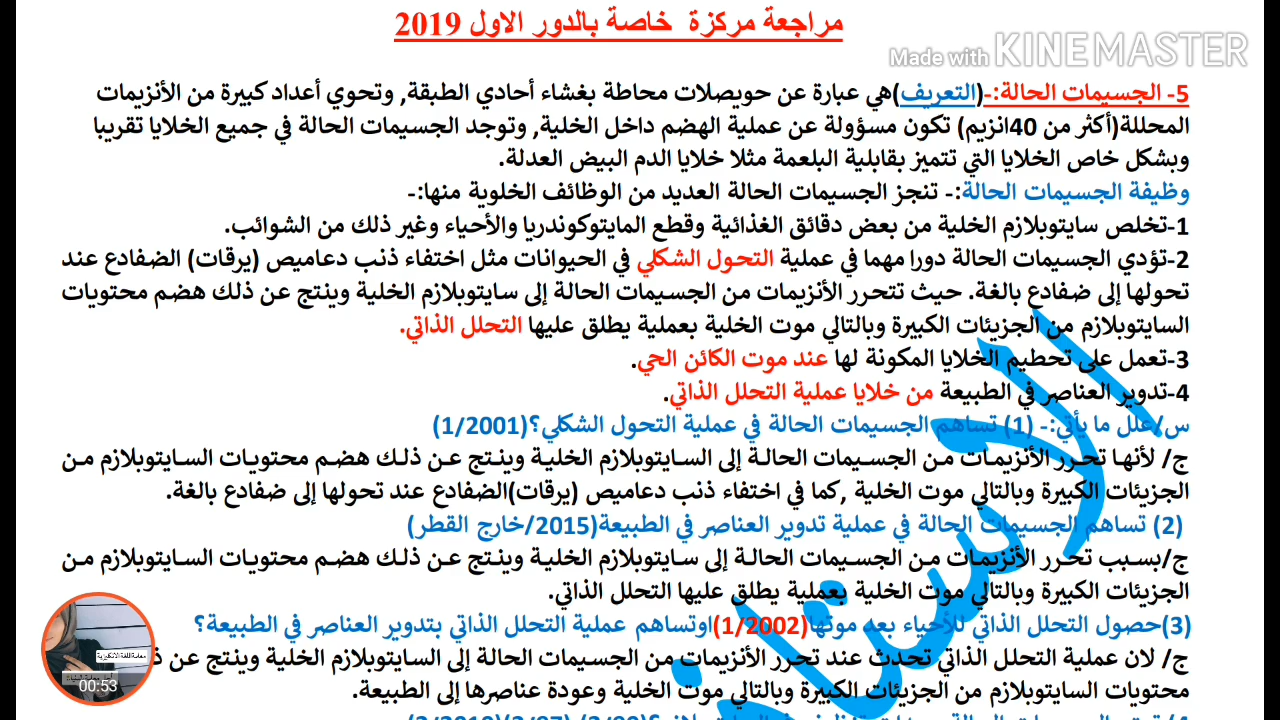 مراجعة مركزة خاصة بالدور الاول 2019
Made with KINEMASTER
5- الجسيمات الحالة:-(التعريف)هي عبارة عن حويصلات محاطة بغشاء أحادي الطبقة, وتحوي أعداد كبيرة من الأنزيمات
المحللة(أكثر من 40انزيم) تكون مسؤولة عن عملية الهضم داخل الخلية, وتوجد الجسيمات الحالة في جميع الخلايا تقريبا
وبشكل خاص الخلايا التي تتميز بقابلية البلعمة مثلا خلايا الدم البيض العدلة.
وظيفة الجسيمات الحالة:- تنجز الجسيمات الحالة العديد من الوظائف الخلوية منها:-
1-تخلص سايتوبلازم الخلية من بعض دقائق الغذائية وقطع المايتوكوندريا والأحياء وغير ذلك من الشوائب.
2-تؤدي الجسيمات الحالة دورا مهما في عملية التحول الشكلي في الحيوانات مثل اختفاء ذنب دعاميص (يرقات) الضفادع عند
تحولها إلى ضفادع بالغة. حيث تتحرر الأنزيمات من الجسيمات الحالة إلى سايتوبلازم الخلية وينتج عن ذلك هضم محتويات
السايتوبلازم من الجزيئات الكبيرة وبالتالي موت الخلية بعملية يطلق عليها التحلل الذاتي.
3-تعمل على تحطيم الخلايا المكونة لها عند موت الكائن الحي.
4-تدوير العناصر في الطبيعة من خلايا عملية التحلل الذاتي.
س/علل ما يأتي:- (1) تساهم الجسيمات الحالة في عملية التحول الشكلي؟(1/2001)
ج/ لأنها تحرر الأنزيمات من الجسيمات الحالة إلى السايتوبلازم الخلية وينتج عن ذلك هضم محتويات السايتوبلازم من
الجزيئات الكبيرة وبالتالي موت الخلية ,كما في اختفاء ذنب دعاميص (يرقات)الضفادع عند تحولها إلى ضفادع بالغة.
(2) تساهم الجسيمات الحالة في عملية تدوير العناصر في الطبيعة(2015/خارج القطر)
ج/بسبب تحرر الأنزيمات من الجسيمات الحالة إلى سايتوبلازم الخلية وينتج عن ذلك هضم محتويات السايتوبلازم من
الجزيئات الكبيرة وبالتالي موت الخلية بعملية يطلق عليها التحلل الذاتي.
(3)حصول التحلل الذاتي للأحياء بعد موتها(1/2002)اوتساهم عملية التحلل الذاتي بتدوير العناصر في الطبيعة؟
ج/ لان عملية التحلل الذاتي تحدث عند تحرر الأنزيمات من الجسيمات الحالة إلى السايتوبلازم الخلية وينتج عن
محتويات السايتوبلازم من الجزيئات الكبيرة وبالتالي موت الخلية وعودة عناصرها إلى الطبيعة.
الاستاذ
00:53